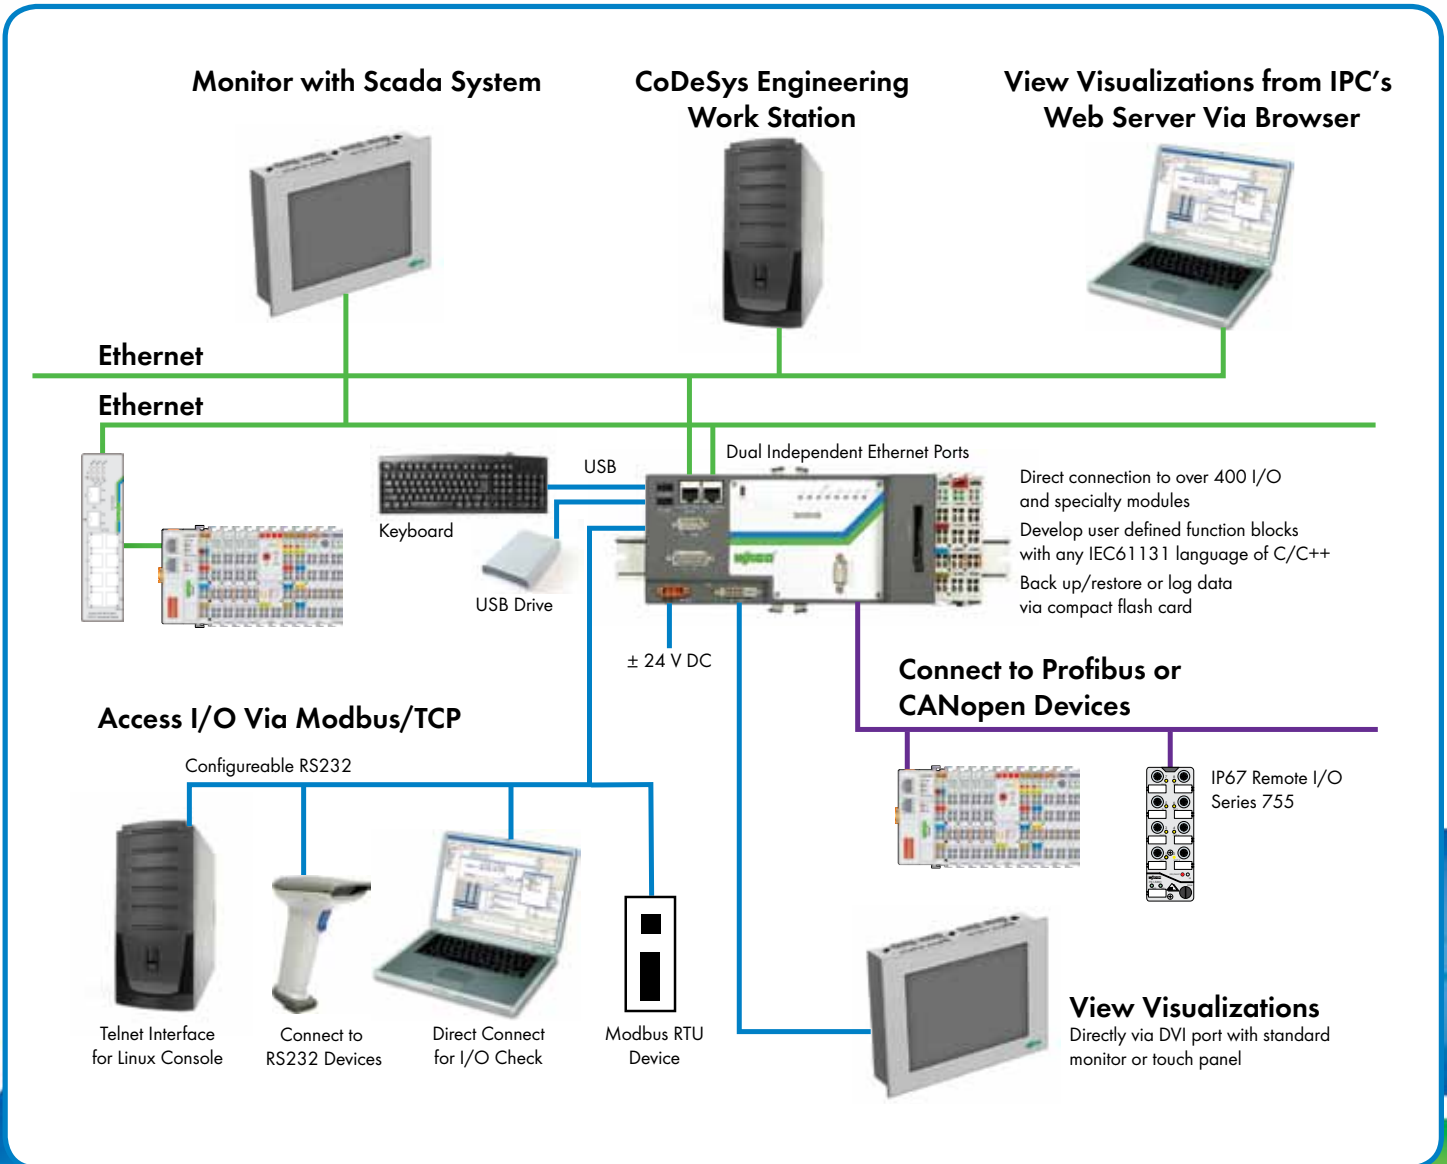 Monitor with Scada System
CoDeSys Engineering
Work Station
View Visualizations from IPC's
Web Server Via Browser
Ethernet
Ethernet
Dual Independent Ethernet Ports
USB
Keyboard
USB Drive
± 24 V DC
Direct connection to over 400 I/O
and specialty modules
Develop user defined function blocks
with any IEC61131 language of C/C++
Back up/restore or log data
via compact flash card
Connect to Profibus or
CANopen Devices
Access I/O Via Modbus/TCP
Configureable RS232
IP67 Remote I/O
Series 755
Telnet Interface
for Linux Console
Connect to
RS232 Devices
Direct Connect
for I/O Check
Modbus RTU
Device
View Visualizations
Directly via DVI port with standard
monitor or touch panel